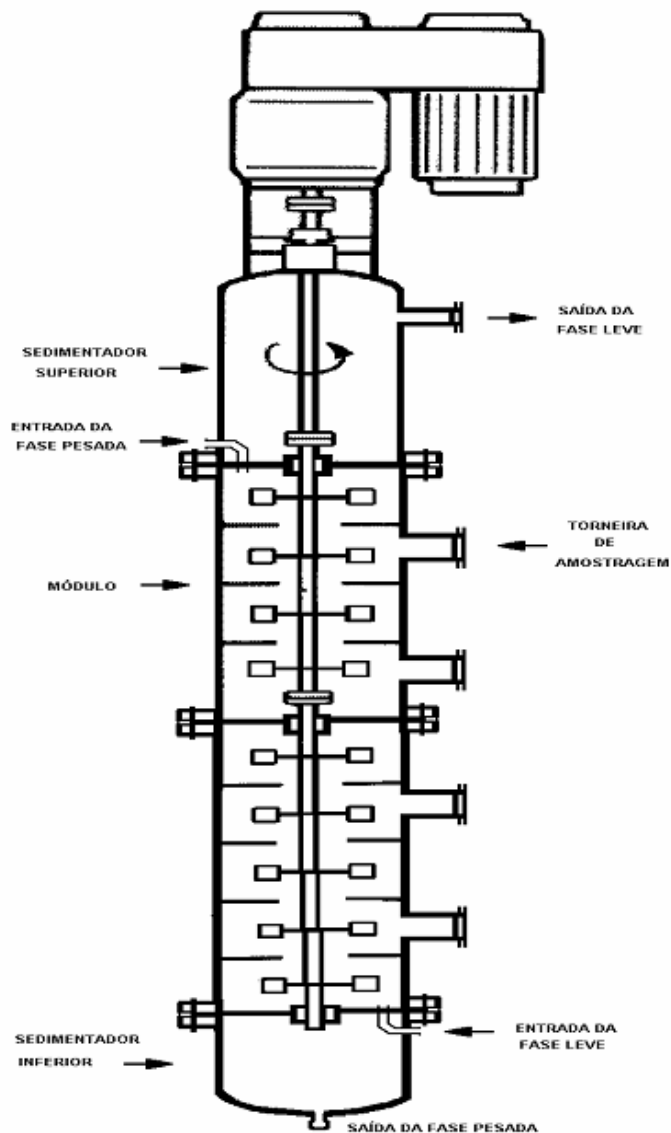 SAÍDA DA
FASE LEVE
SEDIMENTADOR
SUPERIOR
ENTRADA DA
FASE PESADA
TORNEIRA
DE
AMOSTRAGEM
MÓDULO
ENTRADA DA
FASE LEVE
SEDIMENTADOR
INFERIOR
SAÍDA DA FASE PESADA